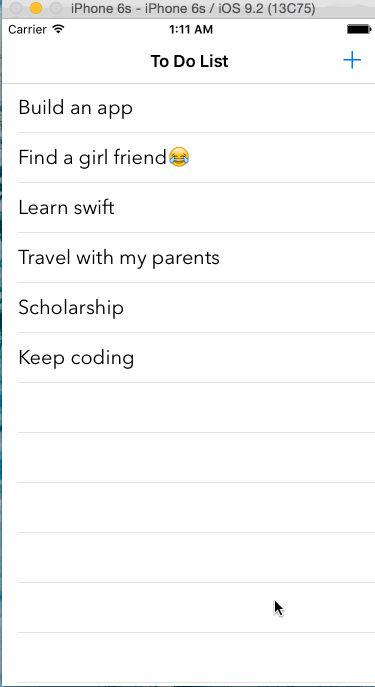 iPhone 6s - iPhone 6s / iOS 9.2 (13C75)
Carrier 1:11 AM
To Do List +
Build an app
Find a girl friend😂
Learn swift
Travel with my parents
Scholarship
Keep coding